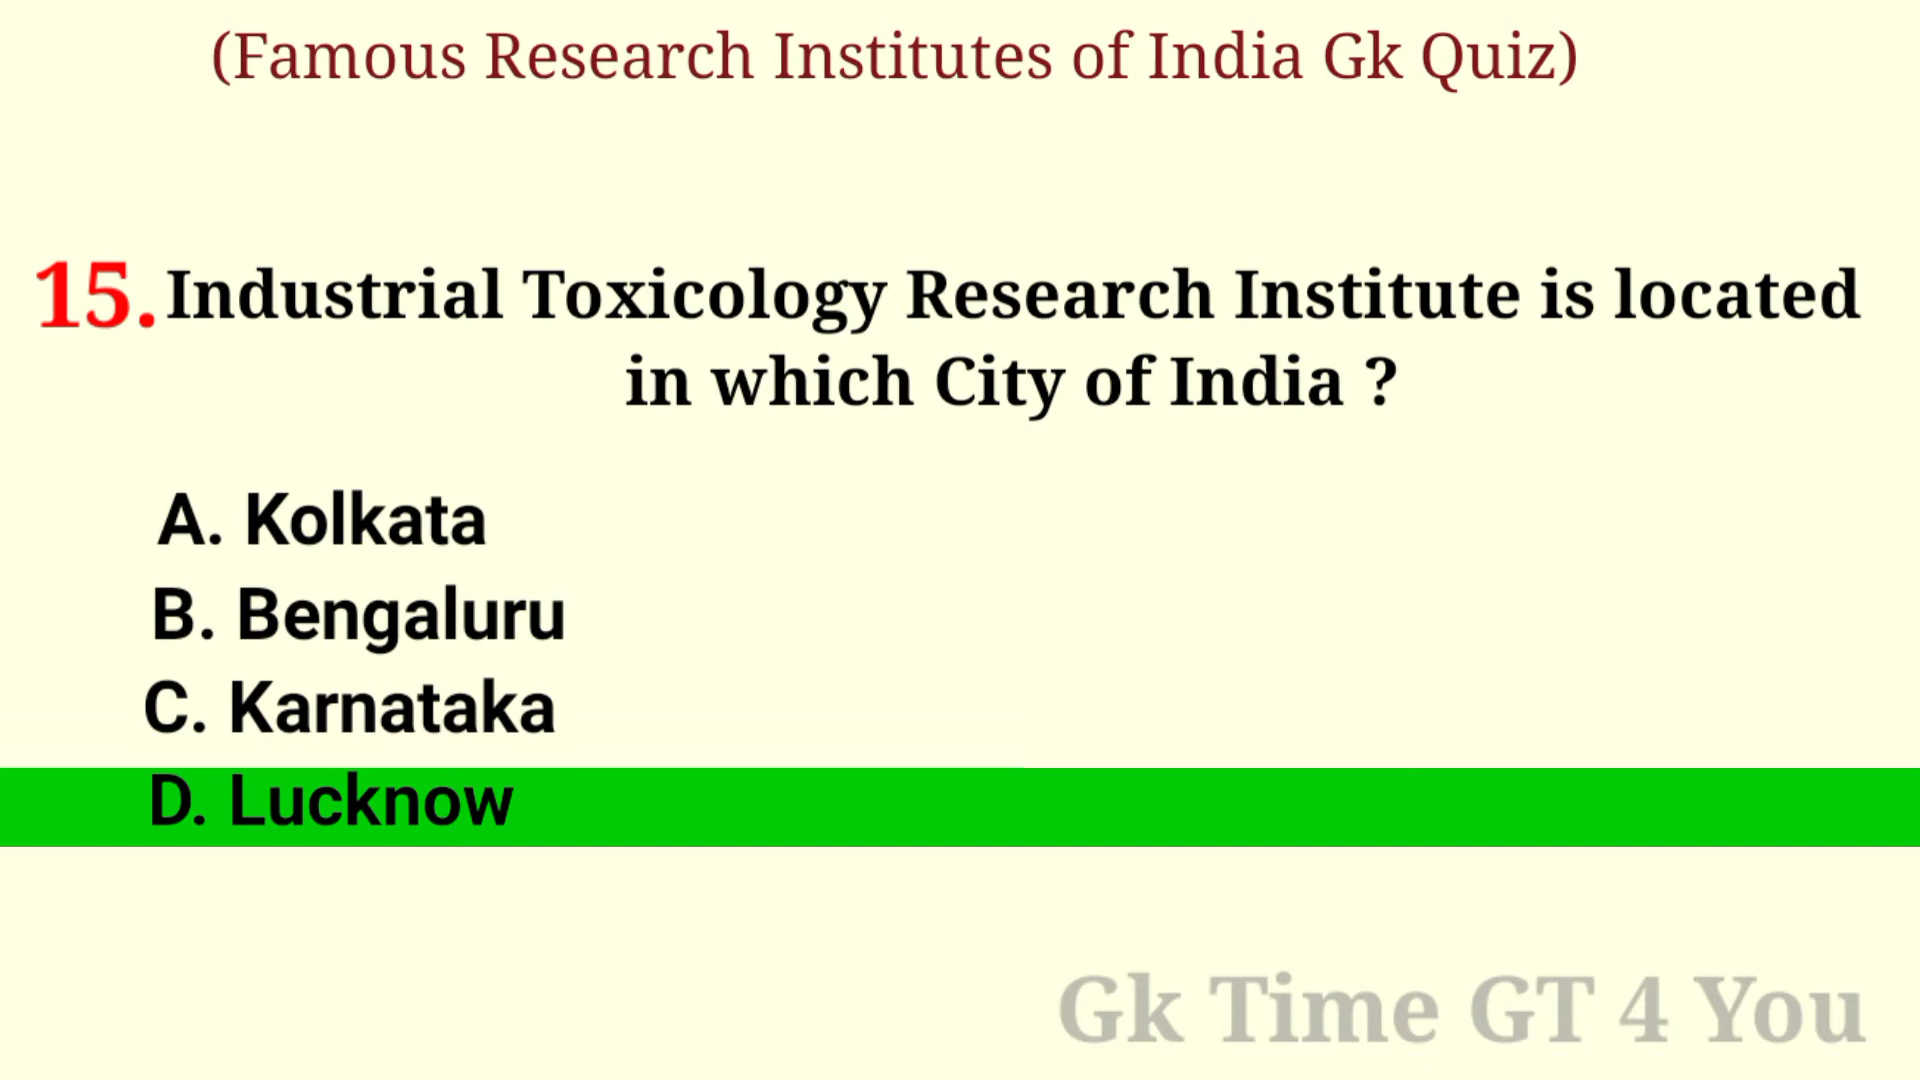 (Famous Research Institutes of India Gk Quiz)
15. Industrial Toxicology Research Institute is located
in which City of India ?
A. Kolkata
B. Bengaluru
C. Karnataka
D. Lucknow
Gk Time GT 4 You